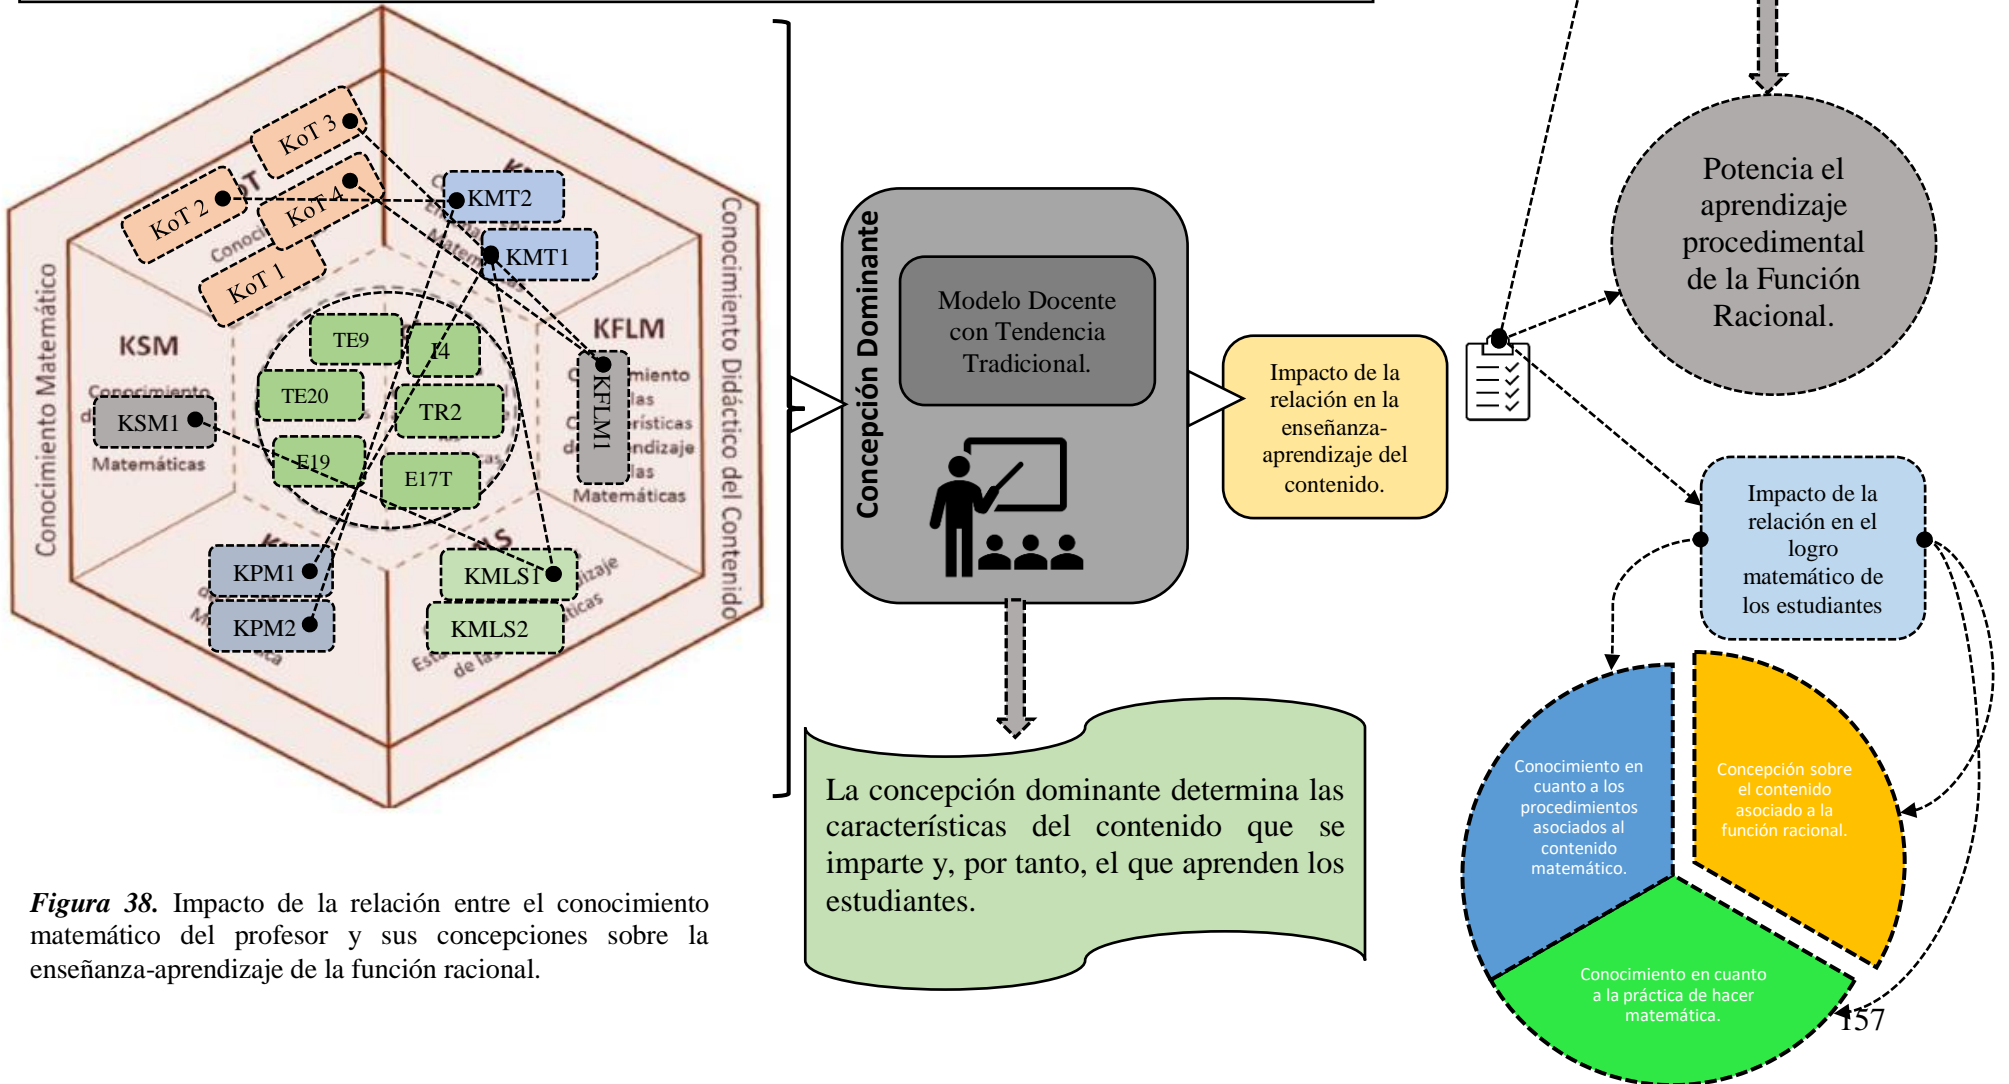 Conocimiento Matemático
Conocimiento Didáctico del Contenido
KoT 3
KoT 2
KoT 4
KoT 1
KMT2
KMT1
Matemáticas
KSM
Conocimiento
KSM1
Matemáticas
KFLM
KFLM1
las
las
Matemáticas
TE9
I4
TE20
TR2
E19
E17T
KPM1
KPM2
KMLS1
KMLS2
de las
Concepción Dominante
Modelo Docente
con Tendencia
Tradicional.
Impacto de la
relación en la
enseñanza-
aprendizaje del
contenido.
Potencia el
aprendizaje
procedimental
de la Función
Racional.
Impacto de la
relación en el
logro
matemático de
los estudiantes
La concepción dominante determina las
características del contenido que se
imparte y, por tanto, el que aprenden los
estudiantes.
Conocimiento en
cuanto a los
procedimientos
asociados al
contenido
matemático.
Concepción sobre
el contenido
asociado a la
función racional.
Conocimiento en cuanto
a la práctica de hacer
matemática.
Figura 38. Impacto de la relación entre el conocimiento
matemático del profesor y sus concepciones sobre la
enseñanza-aprendizaje de la función racional.
157